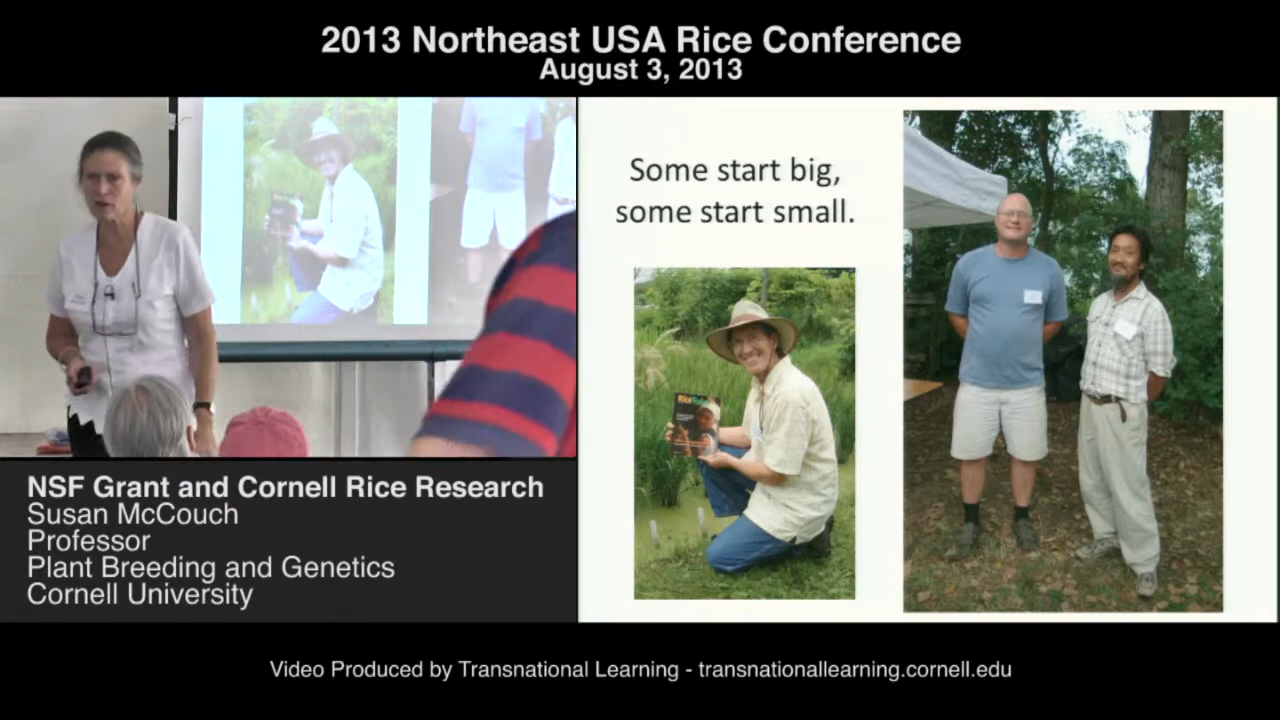 2013 Northeast USA Rice Conference
August 3, 2013
Some start big,
some start small.
NSF Grant and Cornell Rice Research
Susan McCouch
Professor
Plant Breeding and Genetics
Cornell University
Video Produced by Transnational Learning - transnationallearning.cornell.edu